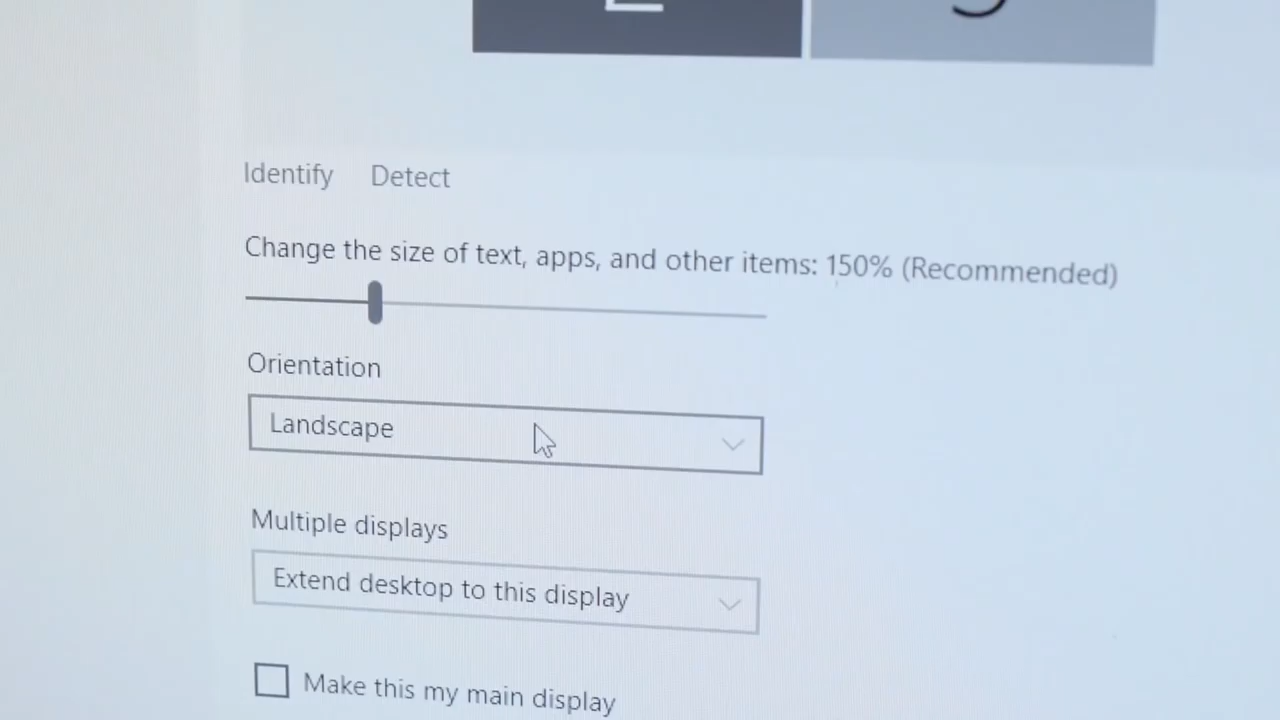 Identify Detect
Change the size of text, apps, and other items: 150% (Recommended)
Orientation
Landscape
Multiple displays
Extend desktop to this display
Make this my main display